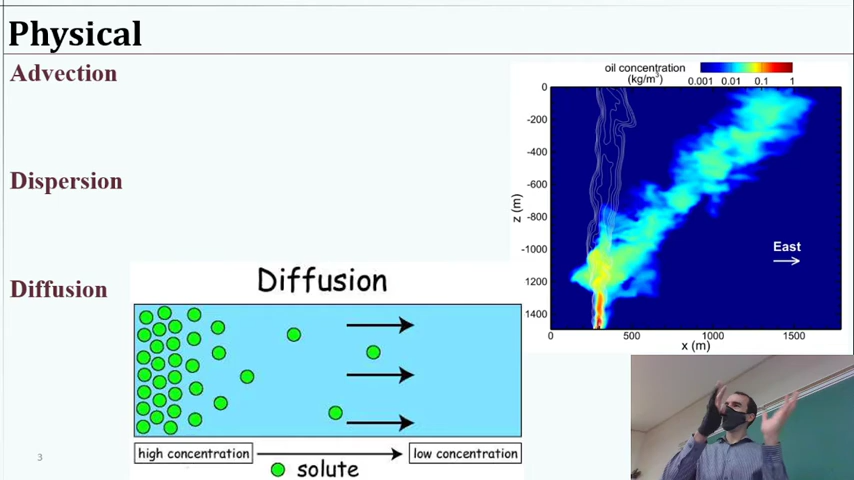 Physical
Advection
Dispersion
Diffusion
Diffusion
high concentration
low concentration
solute
3
oil concentration
(kg/m³)
0.001 0.01 0.1 1
0
-200
-400
-600
-800
-1000
1200
1400
z (m)
East
0 500 1000 1500
x (m)